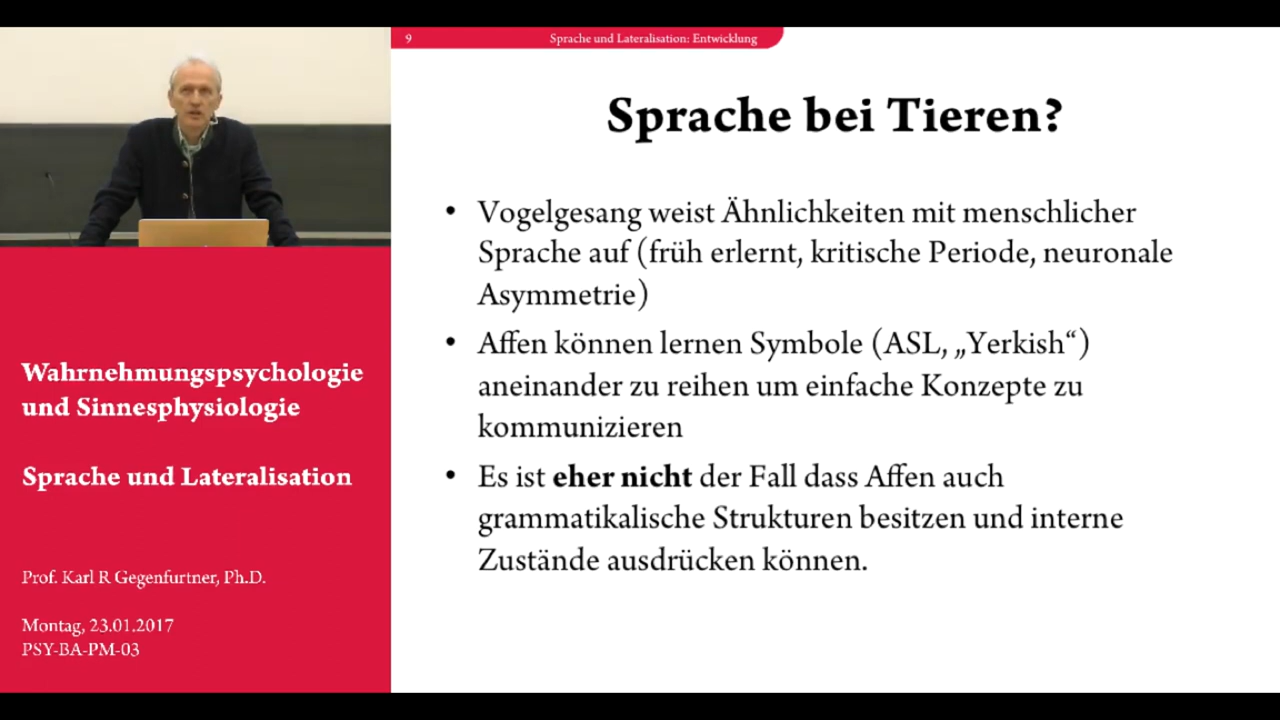 9
Sprache und Lateralisation: Entwicklung
Sprache bei Tieren?
• Vogelgesang weist Ähnlichkeiten mit menschlicher
Sprache auf (früh erlernt, kritische Periode, neuronale
Asymmetrie)
• Affen können lernen Symbole (ASL, „Yerkish“)
aneinander zu reihen um einfache Konzepte zu
kommunizieren
• Es ist eher nicht der Fall dass Affen auch
grammatikalische Strukturen besitzen und interne
Zustände ausdrücken können.
Wahrnehmungspsychologie
und Sinnesphysiologie
Sprache und Lateralisation
Prof. Karl R Gegenfurtner, Ph.D.
Montag, 23.01.2017
PSY-BA-PM-03